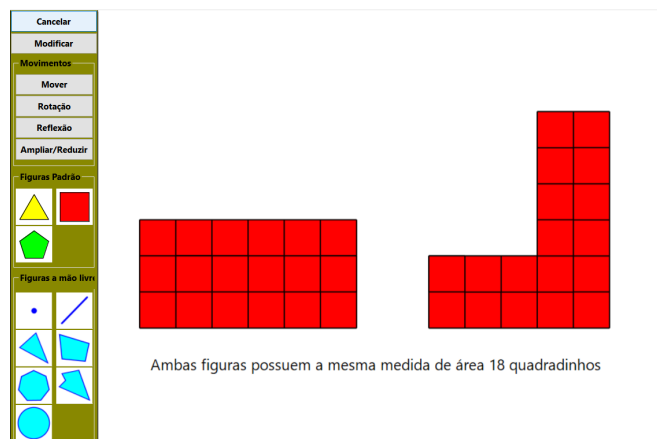 Cancelar
Modificar
Movimentos
Mover
Rotação
Reflexão
Ampliar/Reduzir
Figuras Padrão
Figuras a mão livre
Ambas figuras possuem a mesma medida de área 18 quadradinhos